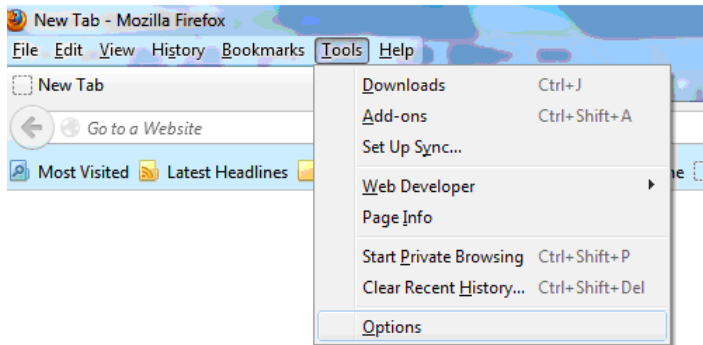 New Tab - Mozilla Firefox
File Edit View History Bookmarks Tools Help
New Tab
Downloads Ctrl+J
Go to a Website
Add-ons Ctrl+Shift+A
Set Up Sync...
Most Visited Latest Headlines
Web Developer
Page Info
Start Private Browsing Ctrl+Shift+P
Clear Recent History... Ctrl+Shift+Del
Options